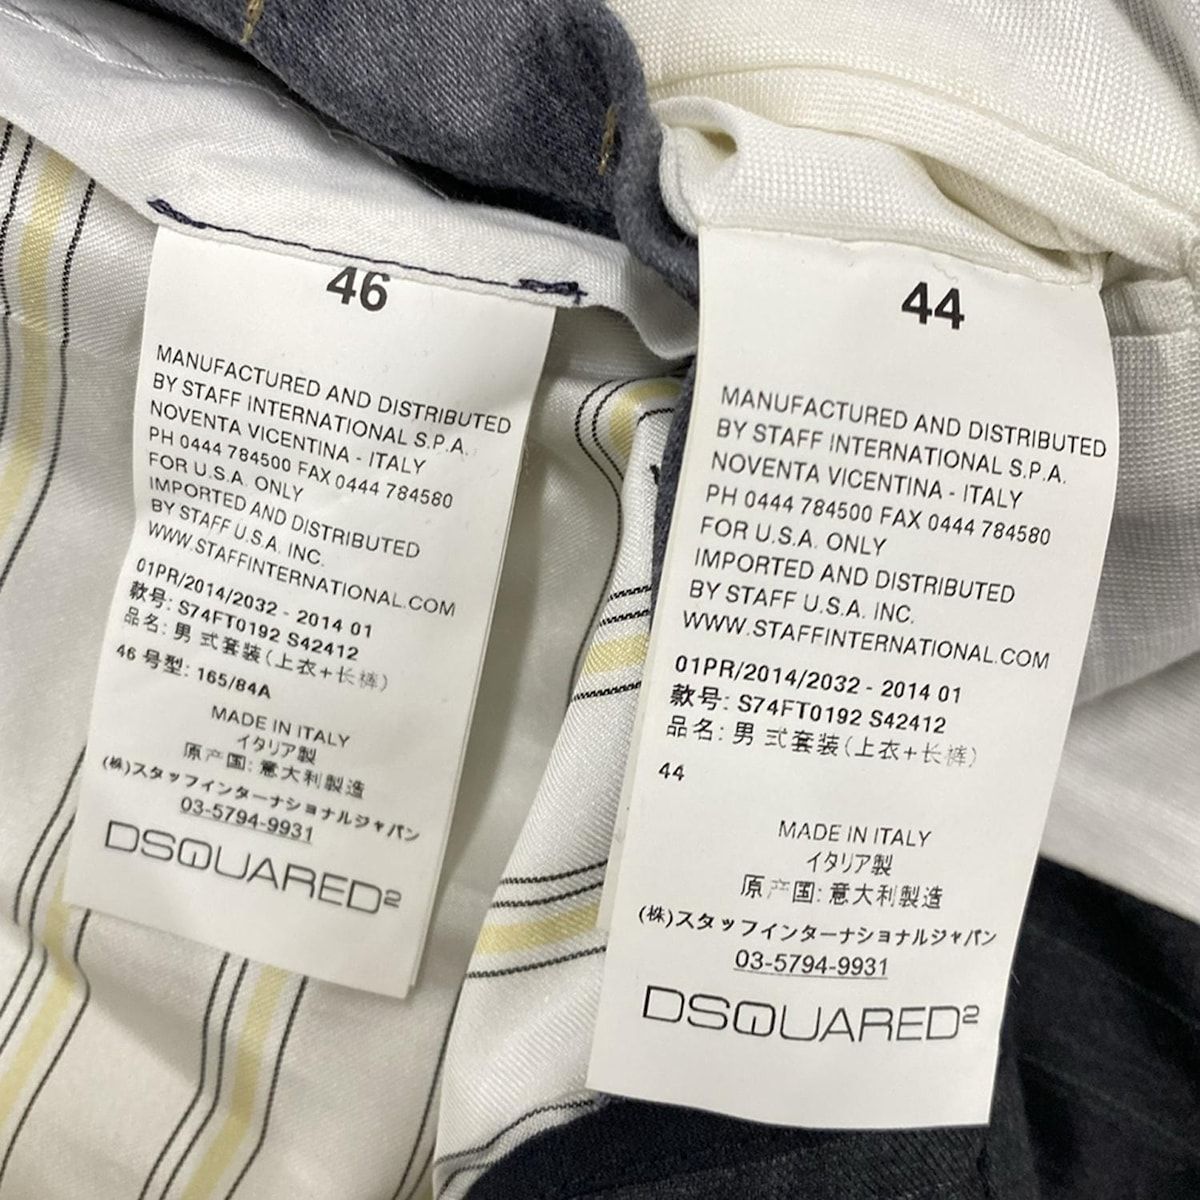 46
MANUFACTURED AND DISTRIBUTED
BY STAFF INTERNATIONAL S.P.A.
NOVENTA VICENTINA - ITALY
PH 0444 784500 FAX 0444 784580
FOR U.S.A. ONLY
IMPORTED AND DISTRIBUTED
BY STAFF U.S.A. INC.
WWW.STAFFINTERNATIONAL.COM
01PR/2014/2032 - 2014 01
款号: S74FT0192 S42412
品名: 男 式套装(上衣+长裤)
46 号型: 165/84A
MADE IN ITALY
イタリア製
原产国: 意大利製造
(株)スタッフインターナショナルジャパン
03-5794-9931
DSQUARED²
44
MANUFACTURED AND DISTRIBUTED
BY STAFF INTERNATIONAL S.P.A.
NOVENTA VICENTINA - ITALY
PH 0444 784500 FAX 0444 784580
FOR U.S.A. ONLY
IMPORTED AND DISTRIBUTED
BY STAFF U.S.A. INC.
WWW.STAFFINTERNATIONAL.COM
01PR/2014/2032 - 2014 01
款号: S74FT0192 S42412
品名: 男 式套装(上衣+长裤)
44
MADE IN ITALY
イタリア製
原产国: 意大利製造
(株)スタッフインターナショナルジャパン
03-5794-9931
DSQUARED²